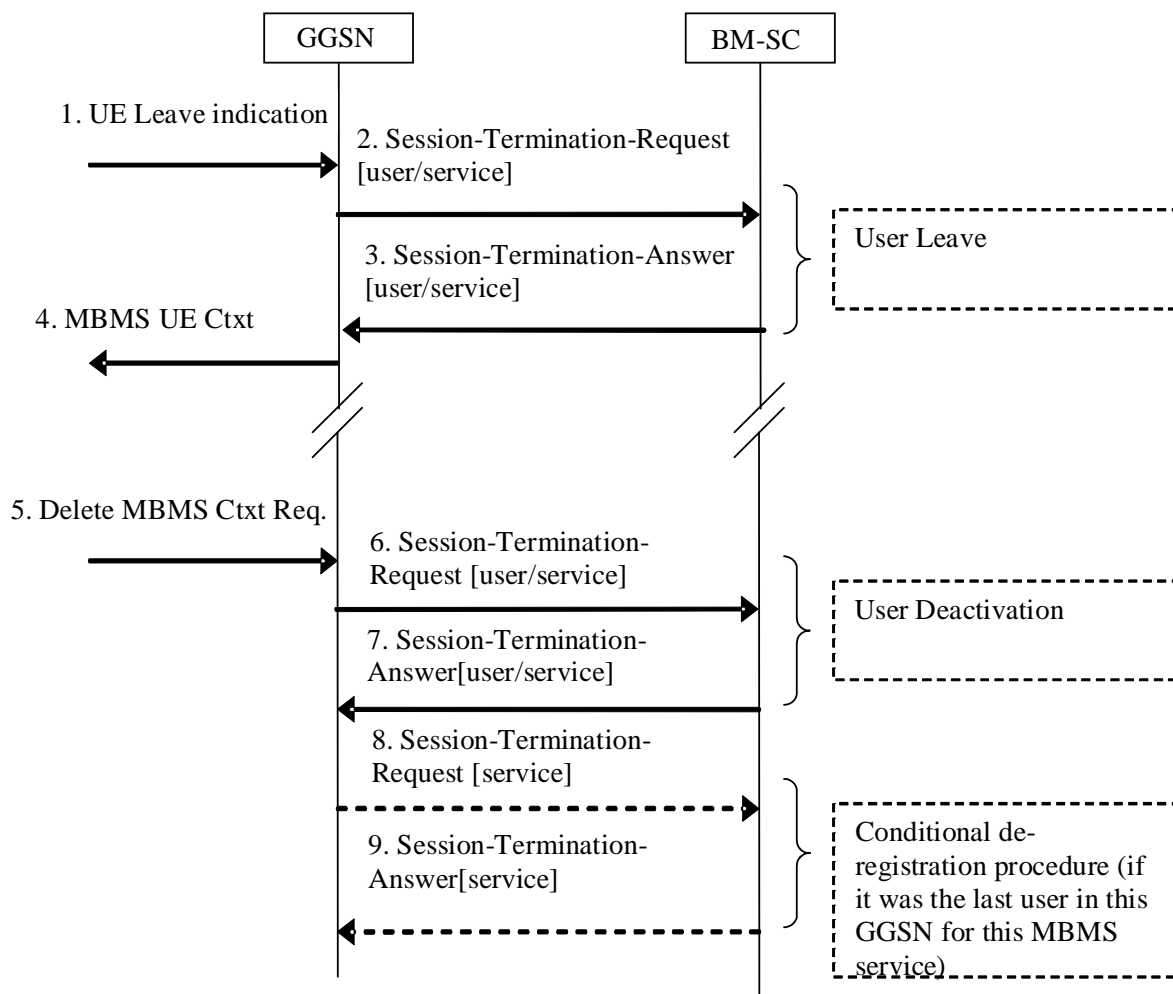 GGSN
BM-SC
1. UE Leave indication
2. Session-Termination-Request
[user/service]
User Leave
3. Session-Termination-Answer
[user/service]
4. MBMS UE Ctxt
5. Delete MBMS Ctxt Req.
6. Session-Termination-
Request [user/service]
User Deactivation
7. Session-Termination-
Answer[user/service]
8. Session-Termination-
Request [service]
9. Session-Termination-
Answer[service]
Conditional de-
registration procedure (if
it was the last user in this
GGSN for this MBMS
service)